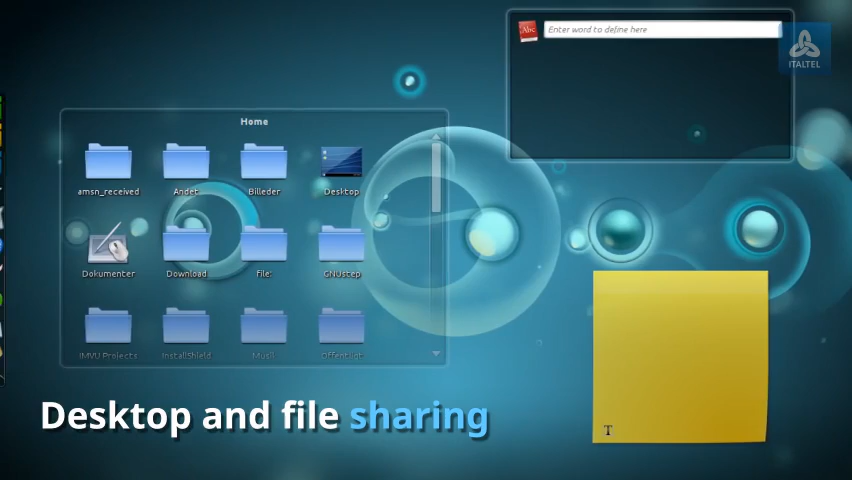 Enter word to define here
Abc
ITALTEL
Home
amsn_received
Andet
Billeder
Desktop
Dokumenter
Download
file:
GNUstep
IMVU Projects
InstallShield
Musik
Offentligt
Desktop and file sharing
T